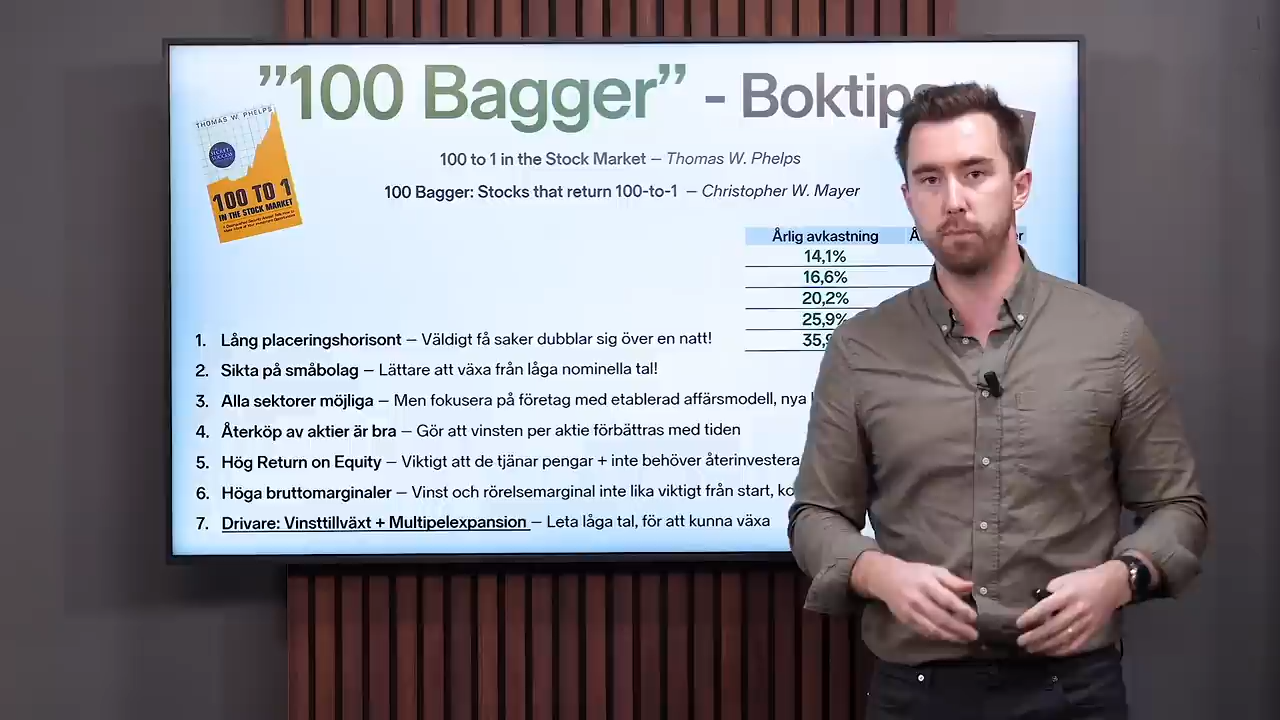 ”100 Bagger” - Boktips
THOMAS W. PHELPS
100 TO 1
IN THE STOCK MARKET
100 to 1 in the Stock Market – Thomas W. Phelps
100 Bagger: Stocks that return 100-to-1 – Christopher W. Mayer
Årlig avkastning
14,1%
16,6%
20,2%
25,9%
1. Lång placeringshorisont – Väldigt få saker dubblar sig över en natt!
2. Sikta på småbolag – Lättare att växa från låga nominella tal!
3. Alla sektorer möjliga – Men fokusera på företag med etablerad affärsmodell, nya
4. Återköp av aktier är bra – Gör att vinsten per aktie förbättras med tiden
5. Hög Return on Equity – Viktigt att de tjänar pengar + inte behöver återinvestera
6. Höga bruttomarginaler – Vinst och rörelsemarginal inte lika viktigt från start,
7. Drivare: Vinsttillväxt + Multipelexpansion – Leta låga tal, för att kunna växa